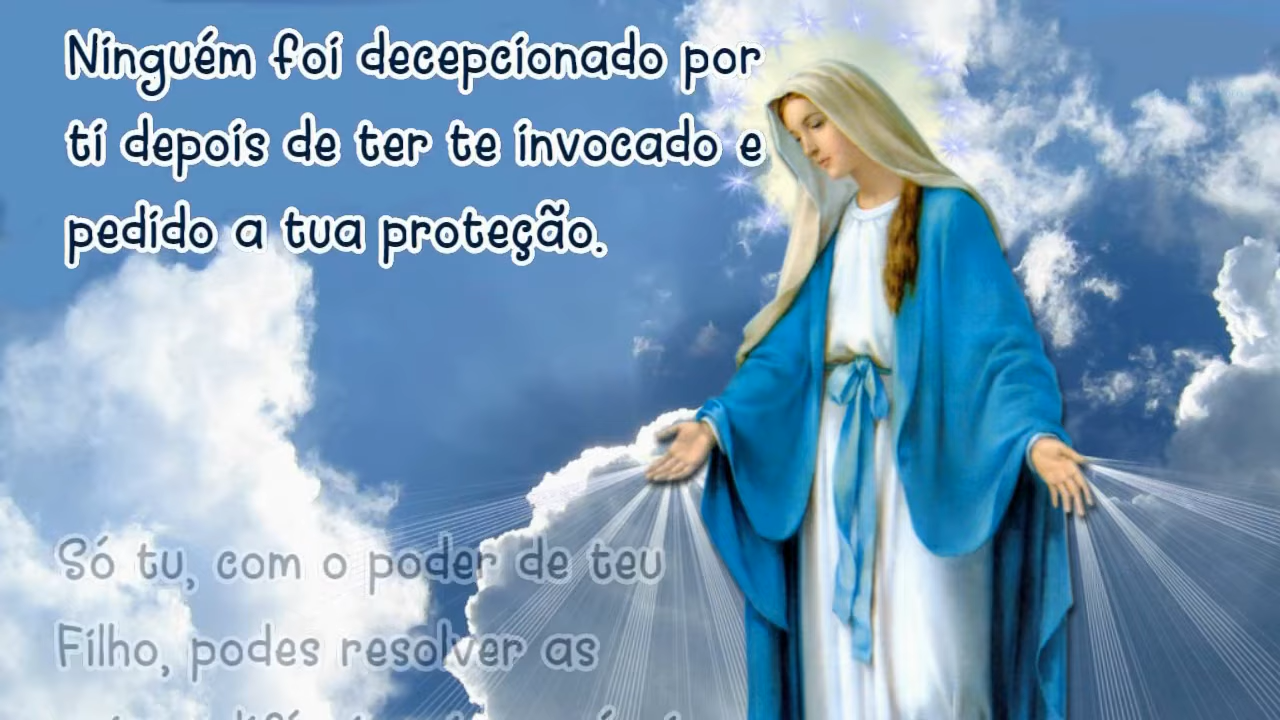 Ninguém foi decepcionado por
ti depois de ter te invocado e
pedido a tua proteção.
Só tu, com o poder de teu
Filho, podes resolver as